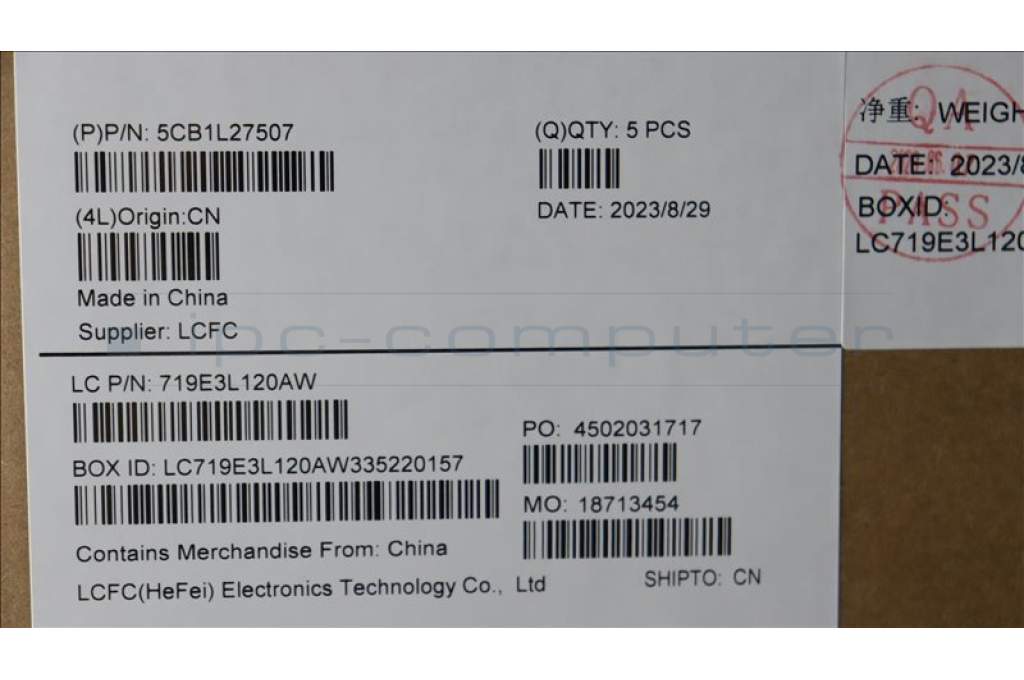 (P)P/N: 5CB1L27507
(4L)Origin:CN
Made in China
Supplier: LCFC
(Q)QTY: 5 PCS
DATE: 2023/8/29
净重: WEIGH
DATE: 2023/8
BOXID:
LC719E3L120
QA
PASS
ipc-computer
LC P/N: 719E3L120AW
BOX ID: LC719E3L120AW335220157
Contains Merchandise From: China
LCFC(HeFei) Electronics Technology Co., Ltd
PO: 4502031717
MO: 18713454
SHIPTO: CN